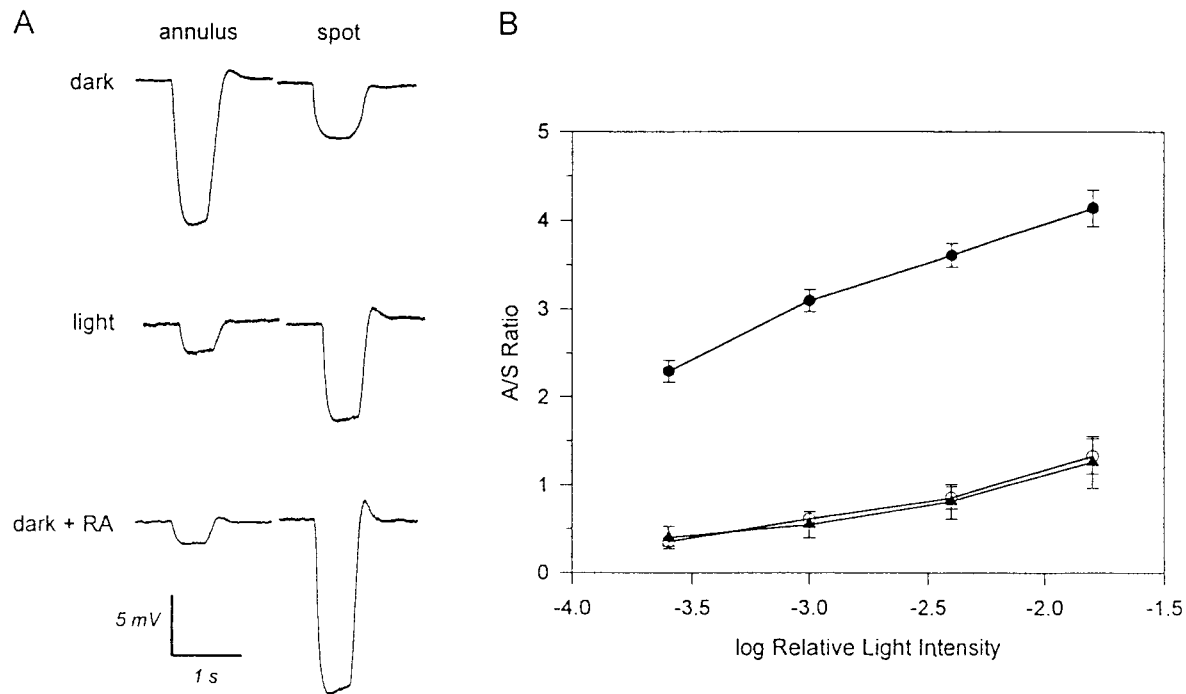 A
annulus spot
dark
light
dark + RA
5 mV
1 s
B
5
4
3
2
1
0
A/S Ratio
-4.0 -3.5 -3.0 -2.5 -2.0 -1.5
log Relative Light Intensity